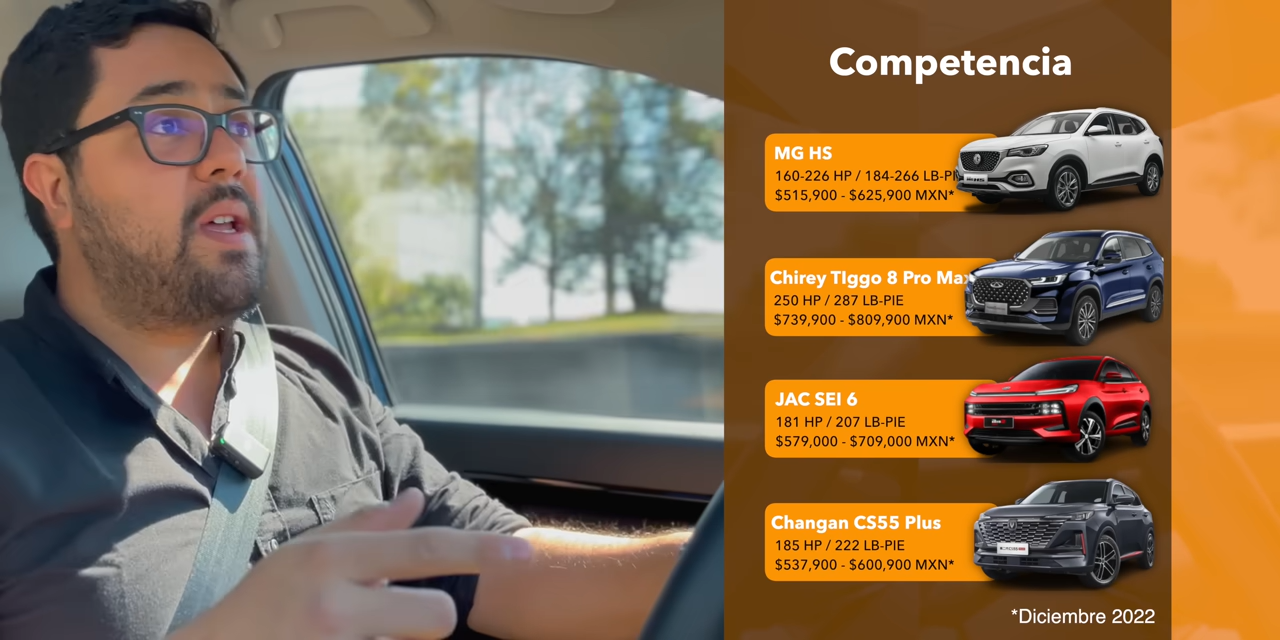 Competencia
MG HS
160-226 HP / 184-266 LB-PI
$515,900 - $625,900 MXN*
Chirey TIggo 8 Pro Max
250 HP / 287 LB-PIE
$739,900 - $809,900 MXN*
JAC SEI 6
181 HP / 207 LB-PIE
$579,000 - $709,000 MXN*
Changan CS55 Plus
185 HP / 222 LB-PIE
$537,900 - $600,900 MXN*
*Diciembre 2022